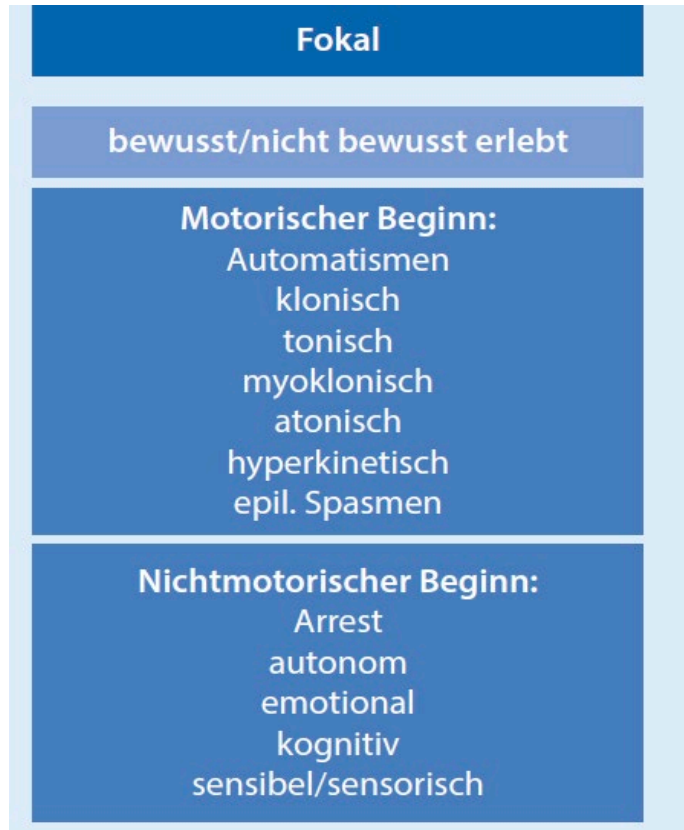 Fokal
bewusst/nicht bewusst erlebt
Motorischer Beginn:
Automatismen
klonisch
tonisch
myoklonisch
atonisch
hyperkinetisch
epil. Spasmen
Nichtmotorischer Beginn:
Arrest
autonom
emotional
kognitiv
sensibel/sensorisch